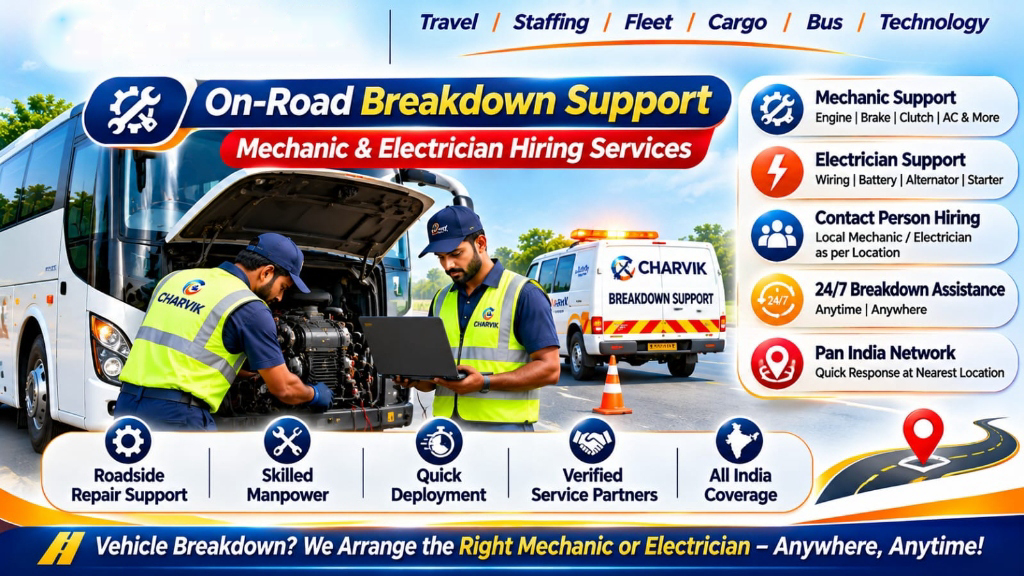 Travel / Staffing / Fleet / Cargo / Bus / Technology
On-Road Breakdown Support
Mechanic & Electrician Hiring Services
Mechanic Support
Engine | Brake | Clutch | AC & More
Electrician Support
Wiring | Battery | Alternator | Starter
Contact Person Hiring
Local Mechanic / Electrician
as per Location
24/7
24/7 Breakdown Assistance
Anytime | Anywhere
Pan India Network
Quick Response at Nearest Location
CHARVIK
CHARVIK
CHARVIK
BREAKDOWN SUPPORT
Roadside
Repair Support
Skilled
Manpower
Quick
Deployment
Verified
Service Partners
All India
Coverage
Vehicle Breakdown? We Arrange the Right Mechanic or Electrician – Anywhere, Anytime!